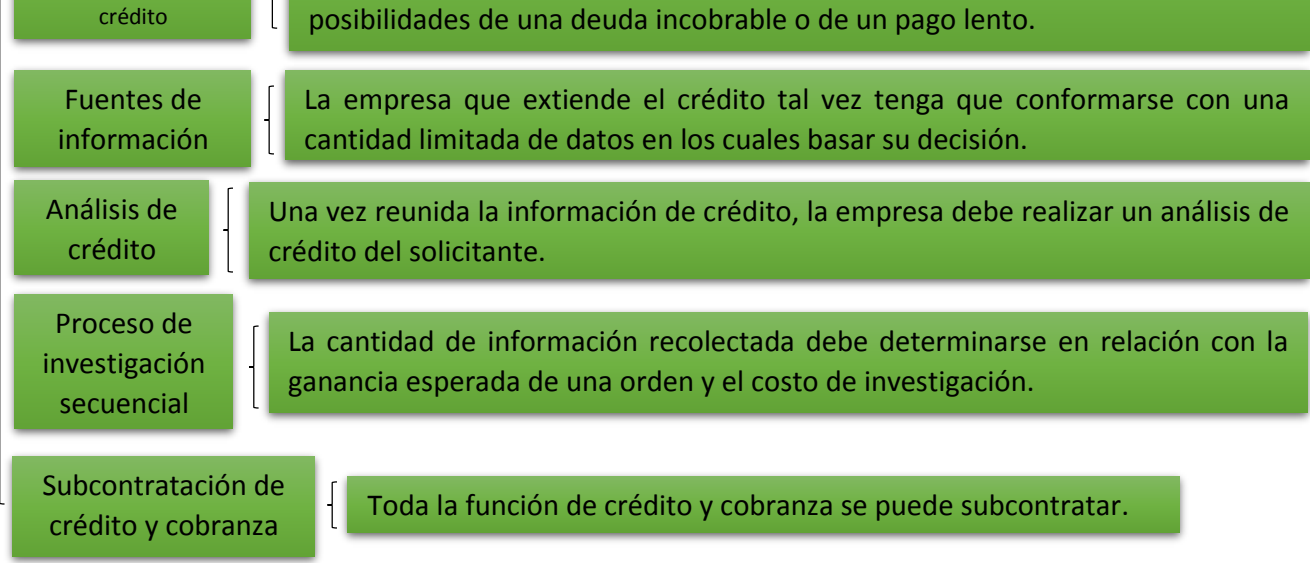 crédito
posibilidades de una deuda incobrable o de un pago lento.
Fuentes de
información
La empresa que extiende el crédito tal vez tenga que conformarse con una
cantidad limitada de datos en los cuales basar su decisión.
Análisis de
crédito
Una vez reunida la información de crédito, la empresa debe realizar un análisis de
crédito del solicitante.
Proceso de
investigación
secuencial
La cantidad de información recolectada debe determinarse en relación con la
ganancia esperada de una orden y el costo de investigación.
Subcontratación de
crédito y cobranza
Toda la función de crédito y cobranza se puede subcontratar.